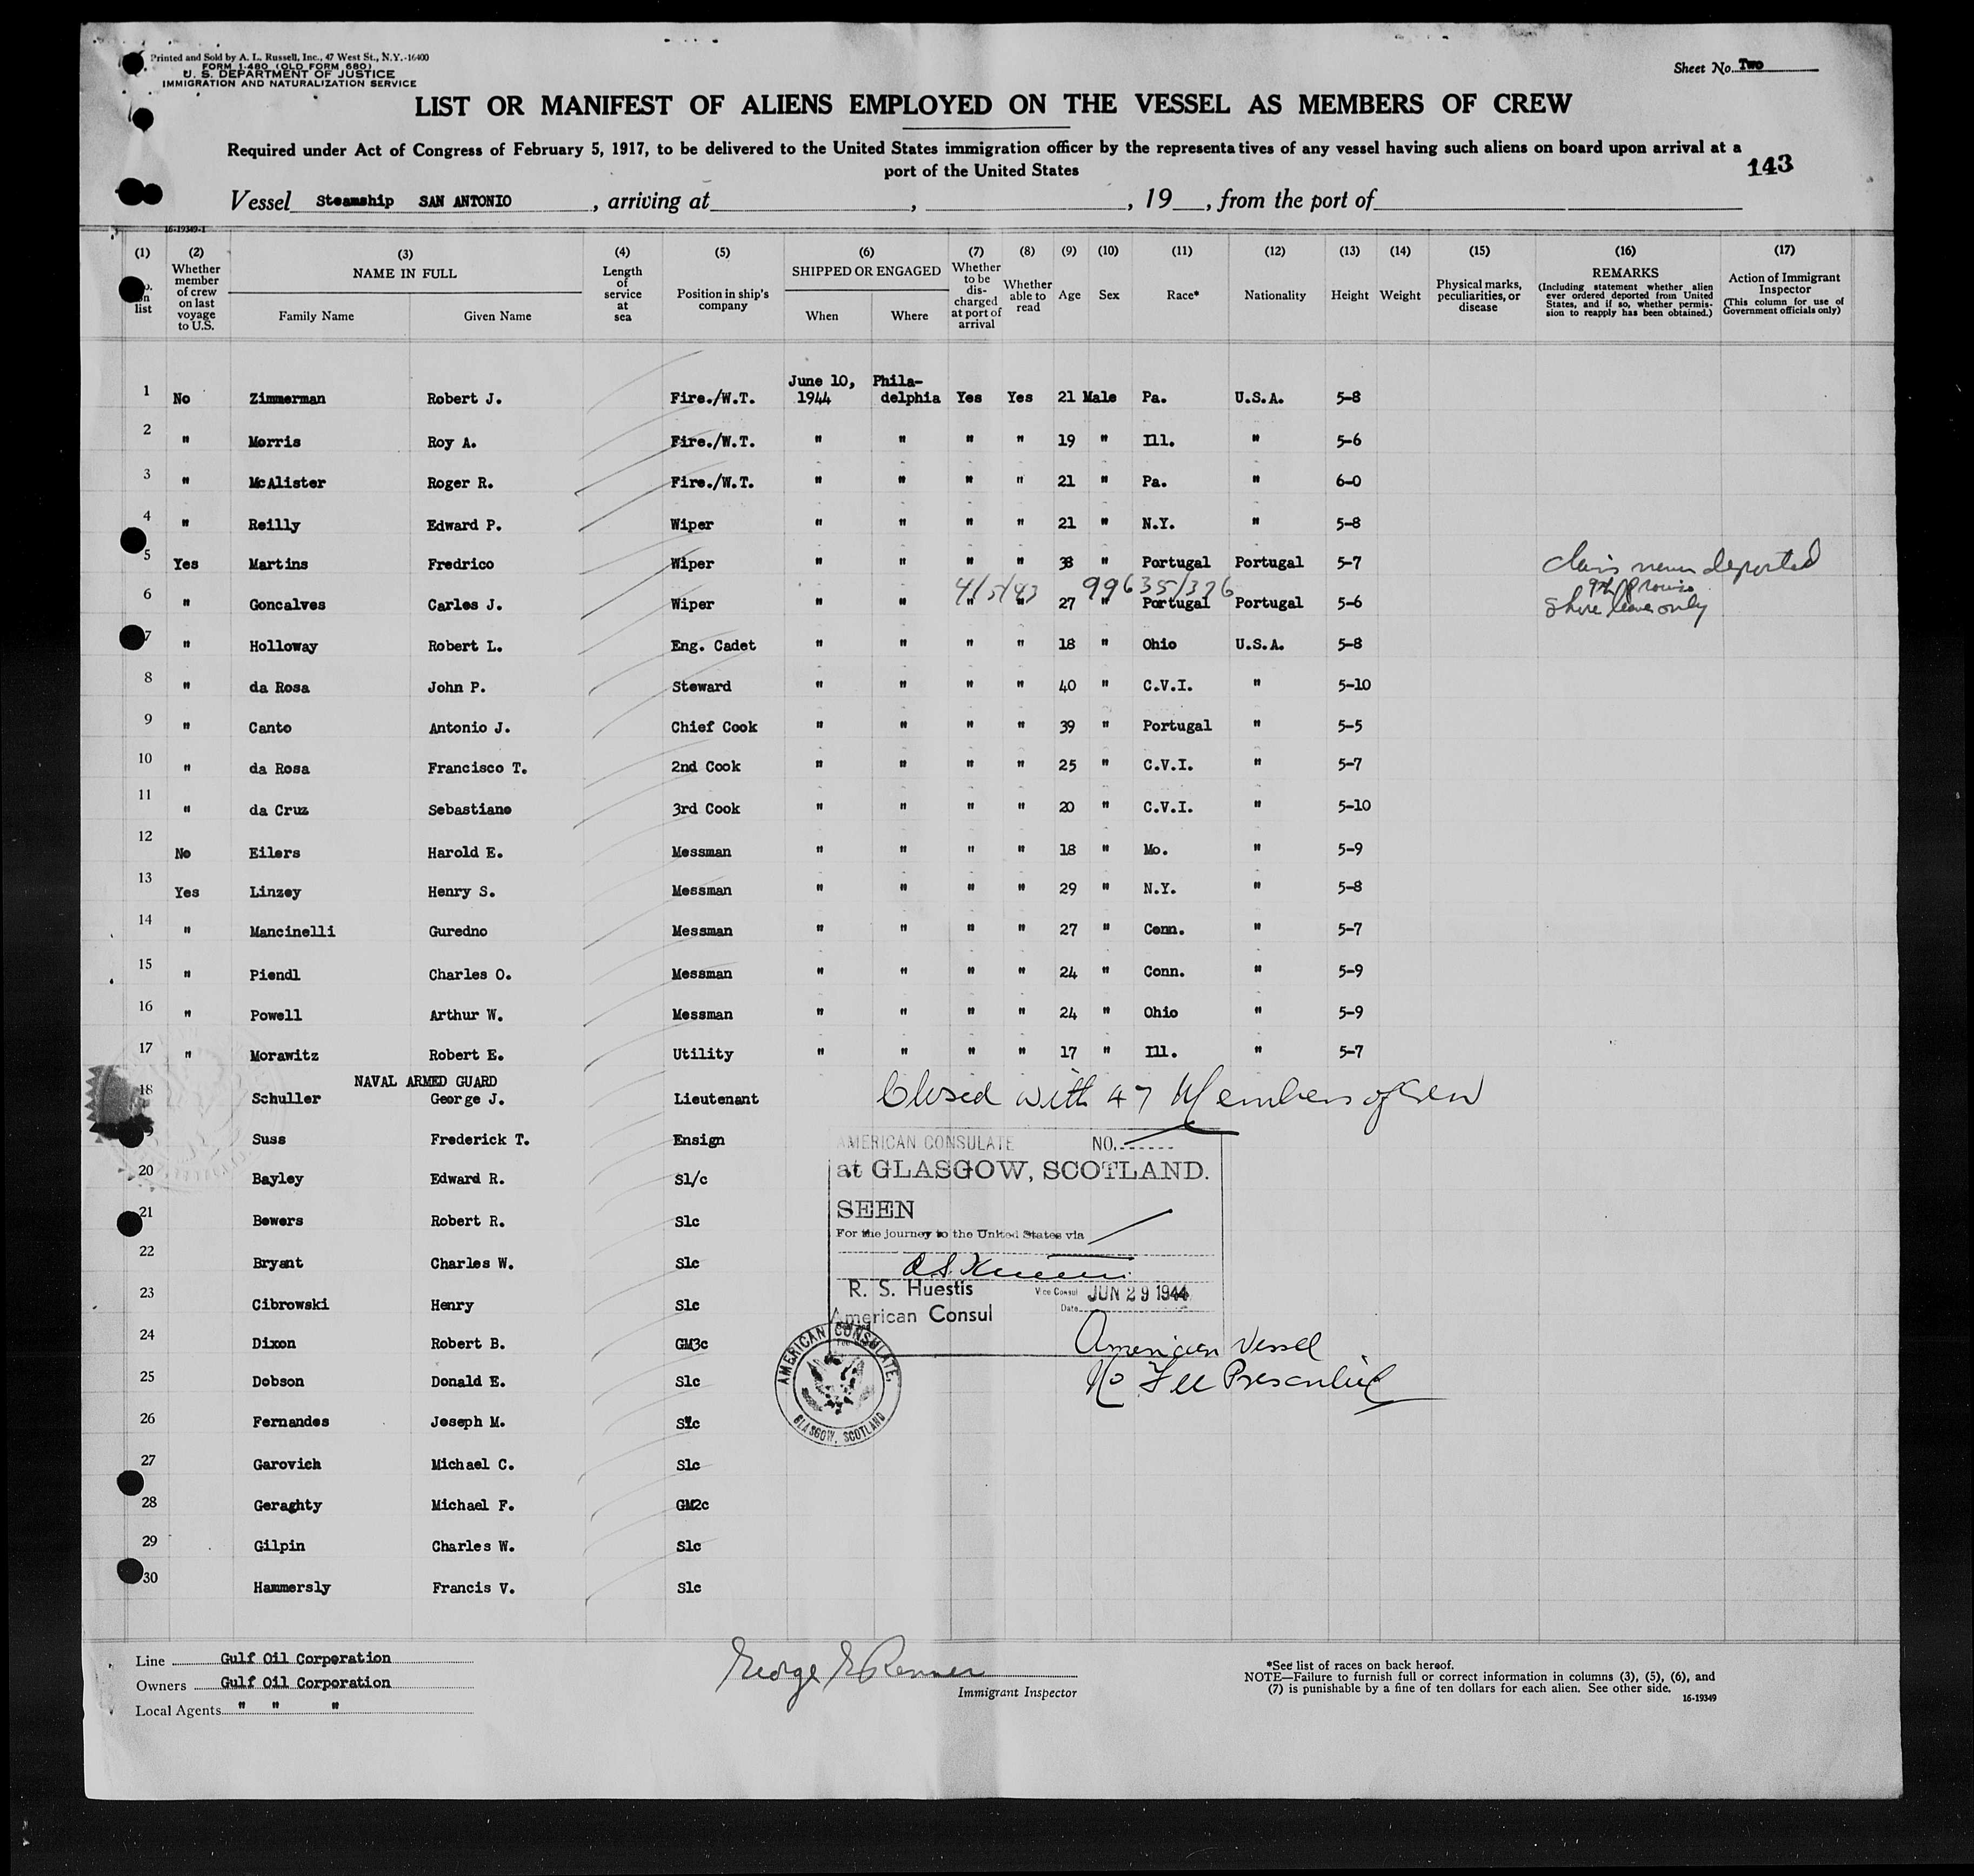 Printed and Sold by A. L. Russell, Inc., 47 West St., N.Y.-16400
FORM I-480 (OLD FORM 680)
U. S. DEPARTMENT OF JUSTICE
IMMIGRATION AND NATURALIZATION SERVICE
Sheet No. Two
LIST OR MANIFEST OF ALIENS EMPLOYED ON THE VESSEL AS MEMBERS OF CREW
Required under Act of Congress of February 5, 1917, to be delivered to the United States immigration officer by the representatives of any vessel having such aliens on board upon arrival at a
port of the United States
143
Vessel Steamship SAN ANTONIO, arriving at , , 19 , from the port of
16-19349-1
(1) (2) (3) (4) (5) (6) (7) (8) (9) (10) (11) (12) (13) (14) (15) (16) (17)
No. on list
Whether member of crew on last voyage to U.S.
NAME IN FULL
Family Name Given Name
Length of service at sea
Position in ship's company
SHIPPED OR ENGAGED
When Where
Whether to be discharged at port of arrival
Whether able to read
Age Sex Race* Nationality Height Weight
Physical marks, peculiarities, or disease
REMARKS
(Including statement whether alien ever ordered deported from United States, and if so, whether permission to reapply has been obtained.)
Action of Immigrant Inspector
(This column for use of Government officials only)
1 No Zimmerman Robert J. Fire./W.T. June 10, 1944 Phila-delphia Yes Yes 21 Male Pa. U.S.A. 5-8
2 " Morris Roy A. Fire./W.T. " " " " 19 " Ill. " 5-6
3 " McAlister Roger R. Fire./W.T. " " " " 21 " Pa. " 6-0
4 " Reilly Edward P. Wiper " " " " 21 " N.Y. " 5-8
5 Yes Martins Fredrico Wiper " " " " 38 " Portugal Portugal 5-7 claims never deported
4/5/43 99635/326 9th Proviso
6 " Goncalves Carlos J. Wiper " " " " 27 " Portugal Portugal 5-6 Shore leave only
7 " Holloway Robert L. Eng. Cadet " " " " 18 " Ohio U.S.A. 5-8
8 " da Rosa John P. Steward " " " " 40 " C.V.I. " 5-10
9 " Canto Antonio J. Chief Cook " " " " 39 " Portugal " 5-5
10 " da Rosa Francisco T. 2nd Cook " " " " 25 " C.V.I. " 5-7
11 " da Cruz Sebastiano 3rd Cook " " " " 20 " C.V.I. " 5-10
12 No Eilers Harold E. Messman " " " " 18 " Mo. " 5-9
13 Yes Linzey Henry S. Messman " " " " 29 " N.Y. " 5-8
14 " Mancinelli Guredno Messman " " " " 27 " Conn. " 5-7
15 " Piendl Charles O. Messman " " " " 24 " Conn. " 5-9
16 " Powell Arthur W. Messman " " " " 24 " Ohio " 5-9
17 " Morawitz Robert E. Utility " " " " 17 " Ill. " 5-7
NAVAL ARMED GUARD
18 Schuller George J. Lieutenant
Closed with 47 Members of Crew
19 Suss Frederick T. Ensign
20 Bayley Edward R. S1/c
21 Bowers Robert R. S1c
22 Bryant Charles W. S1c
23 Cibrowski Henry S1c
24 Dixon Robert B. GM3c
25 Dobson Donald E. S1c
26 Fernandes Joseph M. S1c
27 Garovich Michael C. S1c
28 Geraghty Michael F. GM2c
29 Gilpin Charles W. S1c
30 Hammersly Francis V. S1c
AMERICAN CONSULATE NO.
at GLASGOW, SCOTLAND.
SEEN
For the journey to the United States via
R. S. Huestis Vice Consul
American Consul Date JUN 29 1944
American Vessel
No Fee Prescribed
AMERICAN CONSULATE, GLASGOW, SCOTLAND
Line Gulf Oil Corporation
Owners Gulf Oil Corporation
Local Agents " " "
George E Renner
Immigrant Inspector
*See list of races on back hereof.
NOTE—Failure to furnish full or correct information in columns (3), (5), (6), and
(7) is punishable by a fine of ten dollars for each alien. See other side.
16-19349